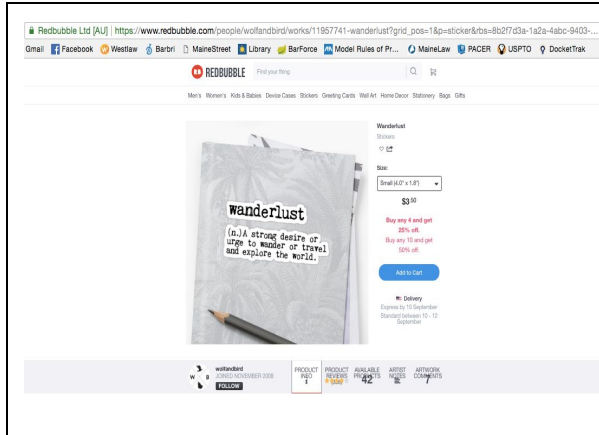 Redbubble Ltd [AU] | https://www.redbubble.com/people/wolfandbird/works/11957741-wanderlust?grid_pos=1&p=sticker&rbs=8b2f7d3a-1a2a-4abc-9403-...
Gmail Facebook Westlaw Barbri MaineStreet Library BarForce Model Rules of Pr... MaineLaw PACER USPTO DocketTrak
REDBUBBLE Find your thing
Men's Women's Kids & Babies Device Cases Stickers Greeting Cards Wall Art Home Decor Stationery Bags Gifts
wanderlust
(n.)A strong desire or
urge to wander or travel
and explore the world.
Wanderlust
Stickers
Size:
Small (4.0" x 1.8")
$3.50
Buy any 4 and get
25% off.
Buy any 10 and get
50% off.
Add to Cart
Delivery
Express by 10 September
Standard between 10 - 12
September
W B
wolfandbird
JOINED NOVEMBER 2008
FOLLOW
PRODUCT
INFO
PRODUCT
REVIEWS
AVAILABLE
PRODUCTS
42
ARTIST
NOTES
ARTWORK
COMMENTS
7